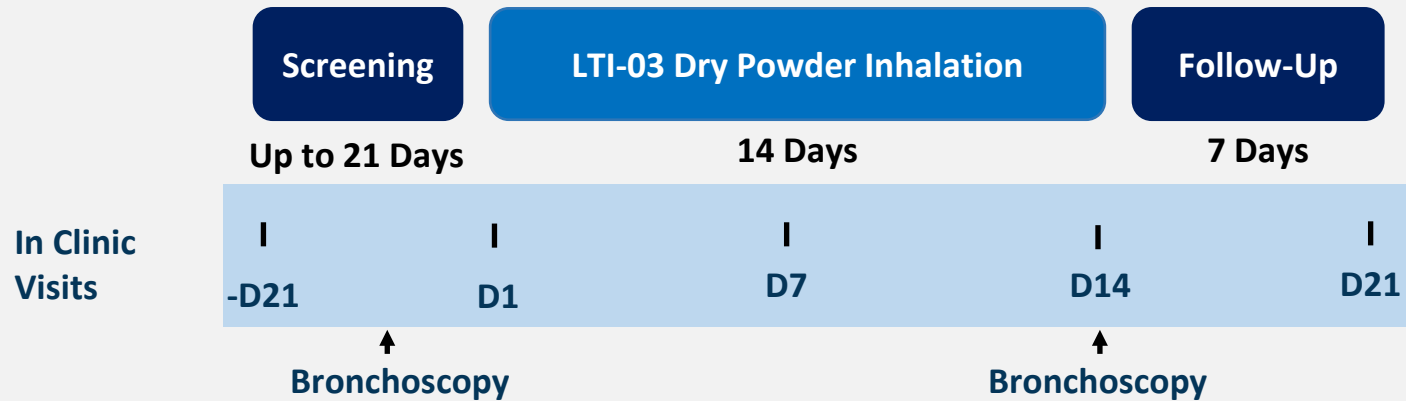 Screening
LTI-03 Dry Powder Inhalation
Follow-Up
Up to 21 Days
14 Days
7 Days
In Clinic
Visits
-D21
D1
D7
D14
D21
Bronchoscopy
Bronchoscopy